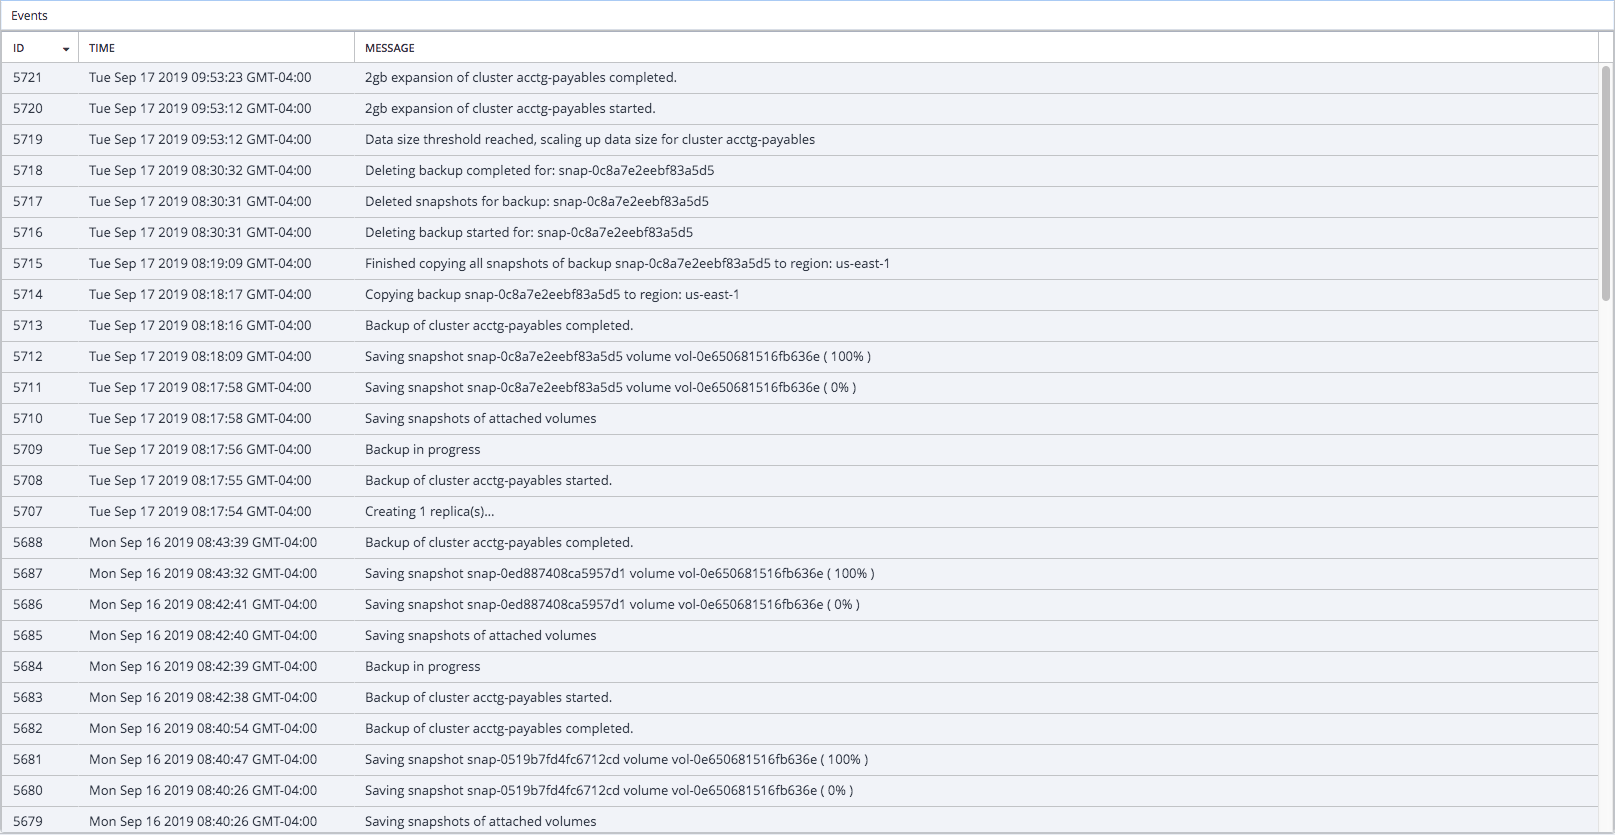 Events
ID TIME MESSAGE
5721 Tue Sep 17 2019 09:53:23 GMT-04:00 2gb expansion of cluster acctg-payables completed.
5720 Tue Sep 17 2019 09:53:12 GMT-04:00 2gb expansion of cluster acctg-payables started.
5719 Tue Sep 17 2019 09:53:12 GMT-04:00 Data size threshold reached, scaling up data size for cluster acctg-payables
5718 Tue Sep 17 2019 08:30:32 GMT-04:00 Deleting backup completed for: snap-0c8a7e2eebf83a5d5
5717 Tue Sep 17 2019 08:30:31 GMT-04:00 Deleted snapshots for backup: snap-0c8a7e2eebf83a5d5
5716 Tue Sep 17 2019 08:30:31 GMT-04:00 Deleting backup started for: snap-0c8a7e2eebf83a5d5
5715 Tue Sep 17 2019 08:19:09 GMT-04:00 Finished copying all snapshots of backup snap-0c8a7e2eebf83a5d5 to region: us-east-1
5714 Tue Sep 17 2019 08:18:17 GMT-04:00 Copying backup snap-0c8a7e2eebf83a5d5 to region: us-east-1
5713 Tue Sep 17 2019 08:18:16 GMT-04:00 Backup of cluster acctg-payables completed.
5712 Tue Sep 17 2019 08:18:09 GMT-04:00 Saving snapshot snap-0c8a7e2eebf83a5d5 volume vol-0e650681516fb636e ( 100% )
5711 Tue Sep 17 2019 08:17:58 GMT-04:00 Saving snapshot snap-0c8a7e2eebf83a5d5 volume vol-0e650681516fb636e ( 0% )
5710 Tue Sep 17 2019 08:17:58 GMT-04:00 Saving snapshots of attached volumes
5709 Tue Sep 17 2019 08:17:56 GMT-04:00 Backup in progress
5708 Tue Sep 17 2019 08:17:55 GMT-04:00 Backup of cluster acctg-payables started.
5707 Tue Sep 17 2019 08:17:54 GMT-04:00 Creating 1 replica(s)...
5688 Mon Sep 16 2019 08:43:39 GMT-04:00 Backup of cluster acctg-payables completed.
5687 Mon Sep 16 2019 08:43:32 GMT-04:00 Saving snapshot snap-0ed887408ca5957d1 volume vol-0e650681516fb636e ( 100% )
5686 Mon Sep 16 2019 08:42:41 GMT-04:00 Saving snapshot snap-0ed887408ca5957d1 volume vol-0e650681516fb636e ( 0% )
5685 Mon Sep 16 2019 08:42:40 GMT-04:00 Saving snapshots of attached volumes
5684 Mon Sep 16 2019 08:42:39 GMT-04:00 Backup in progress
5683 Mon Sep 16 2019 08:42:38 GMT-04:00 Backup of cluster acctg-payables started.
5682 Mon Sep 16 2019 08:40:54 GMT-04:00 Backup of cluster acctg-payables completed.
5681 Mon Sep 16 2019 08:40:47 GMT-04:00 Saving snapshot snap-0519b7fd4fc6712cd volume vol-0e650681516fb636e ( 100% )
5680 Mon Sep 16 2019 08:40:26 GMT-04:00 Saving snapshot snap-0519b7fd4fc6712cd volume vol-0e650681516fb636e ( 0% )
5679 Mon Sep 16 2019 08:40:26 GMT-04:00 Saving snapshots of attached volumes